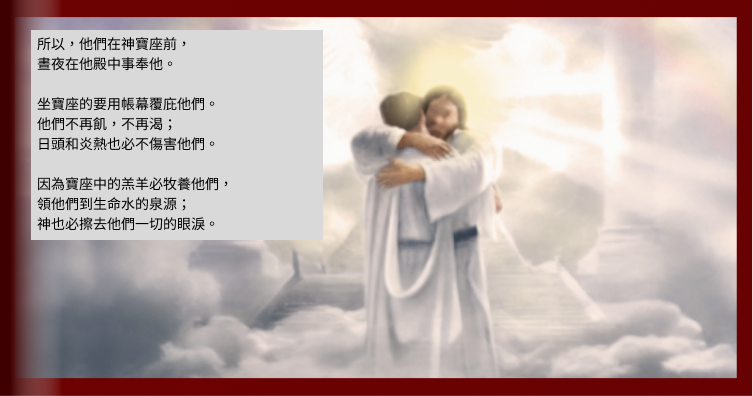 所以，他們在神寶座前，
晝夜在他殿中事奉他。
坐寶座的要用帳幕覆庇他們。
他們不再飢，不再渴；
日頭和炎熱也必不傷害他們。
因為寶座中的羔羊必牧養他們，
領他們到生命水的泉源；
神也必擦去他們一切的眼淚。